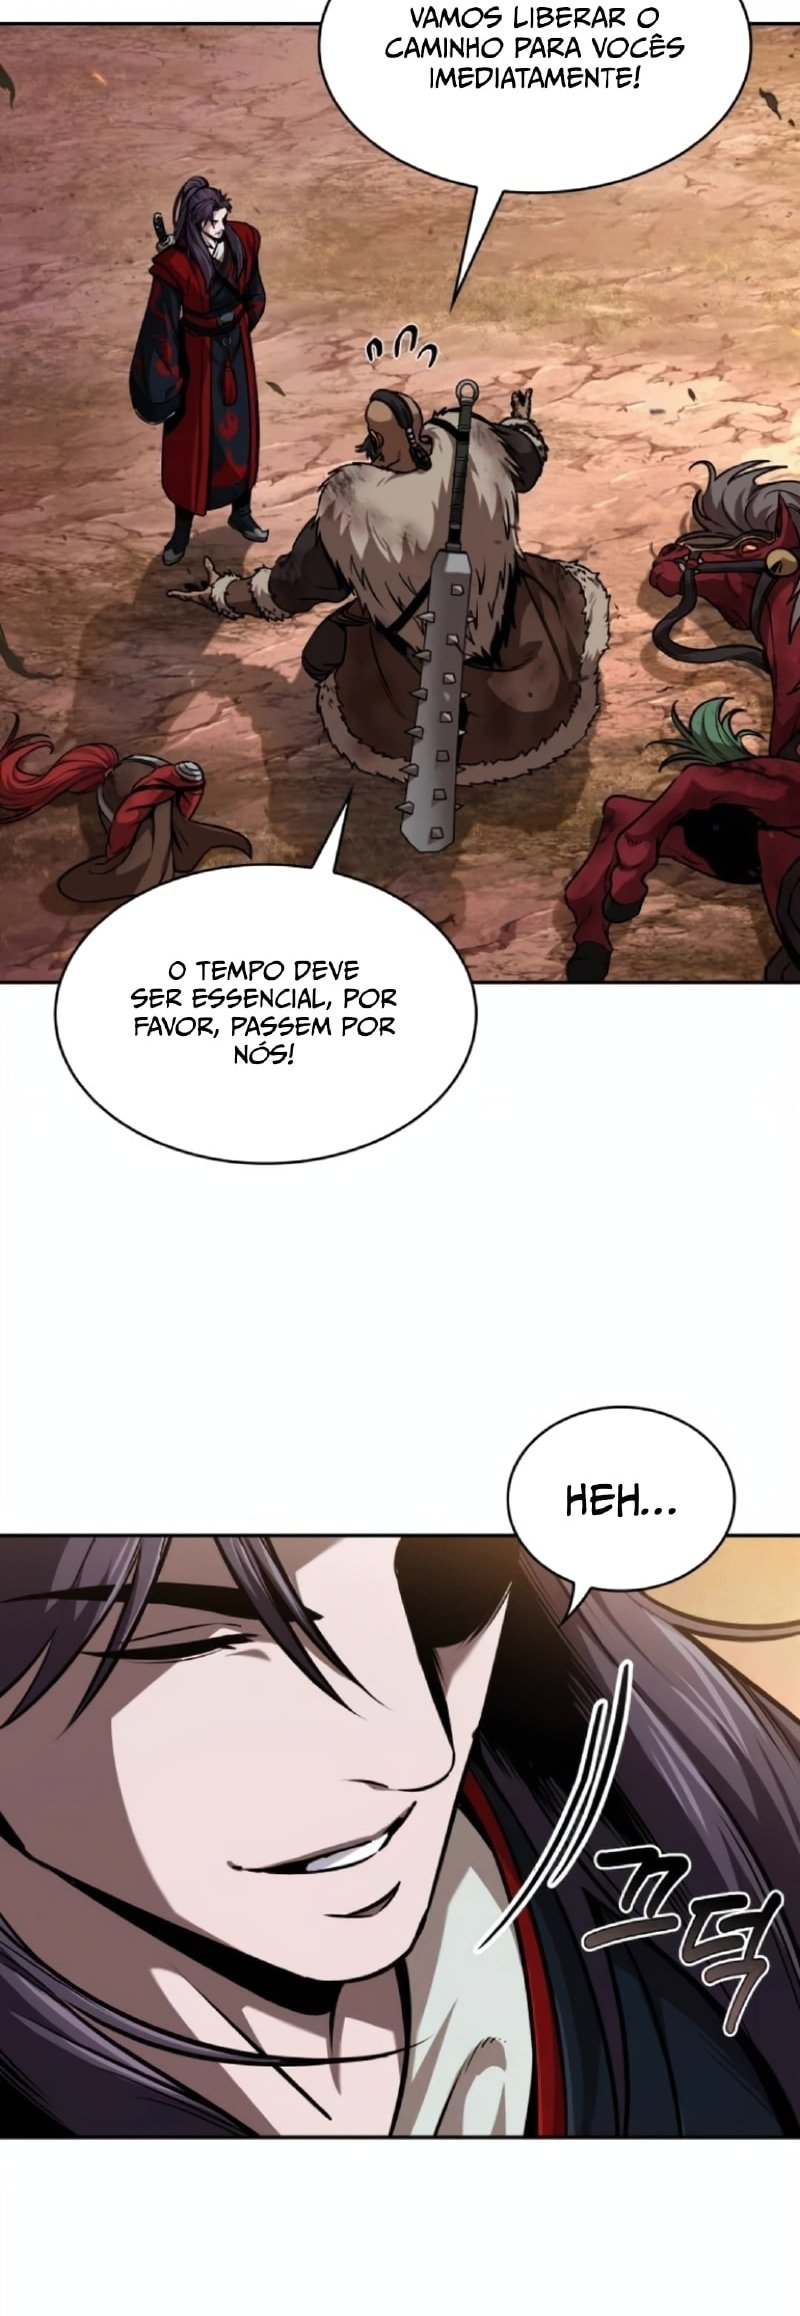 VAMOS LIBERAR O
CAMINHO PARA VOCÊS
IMEDIATAMENTE!
O TEMPO DEVE
SER ESSENCIAL, POR
FAVOR, PASSEM POR
NÓS!
HEH...
끄덕